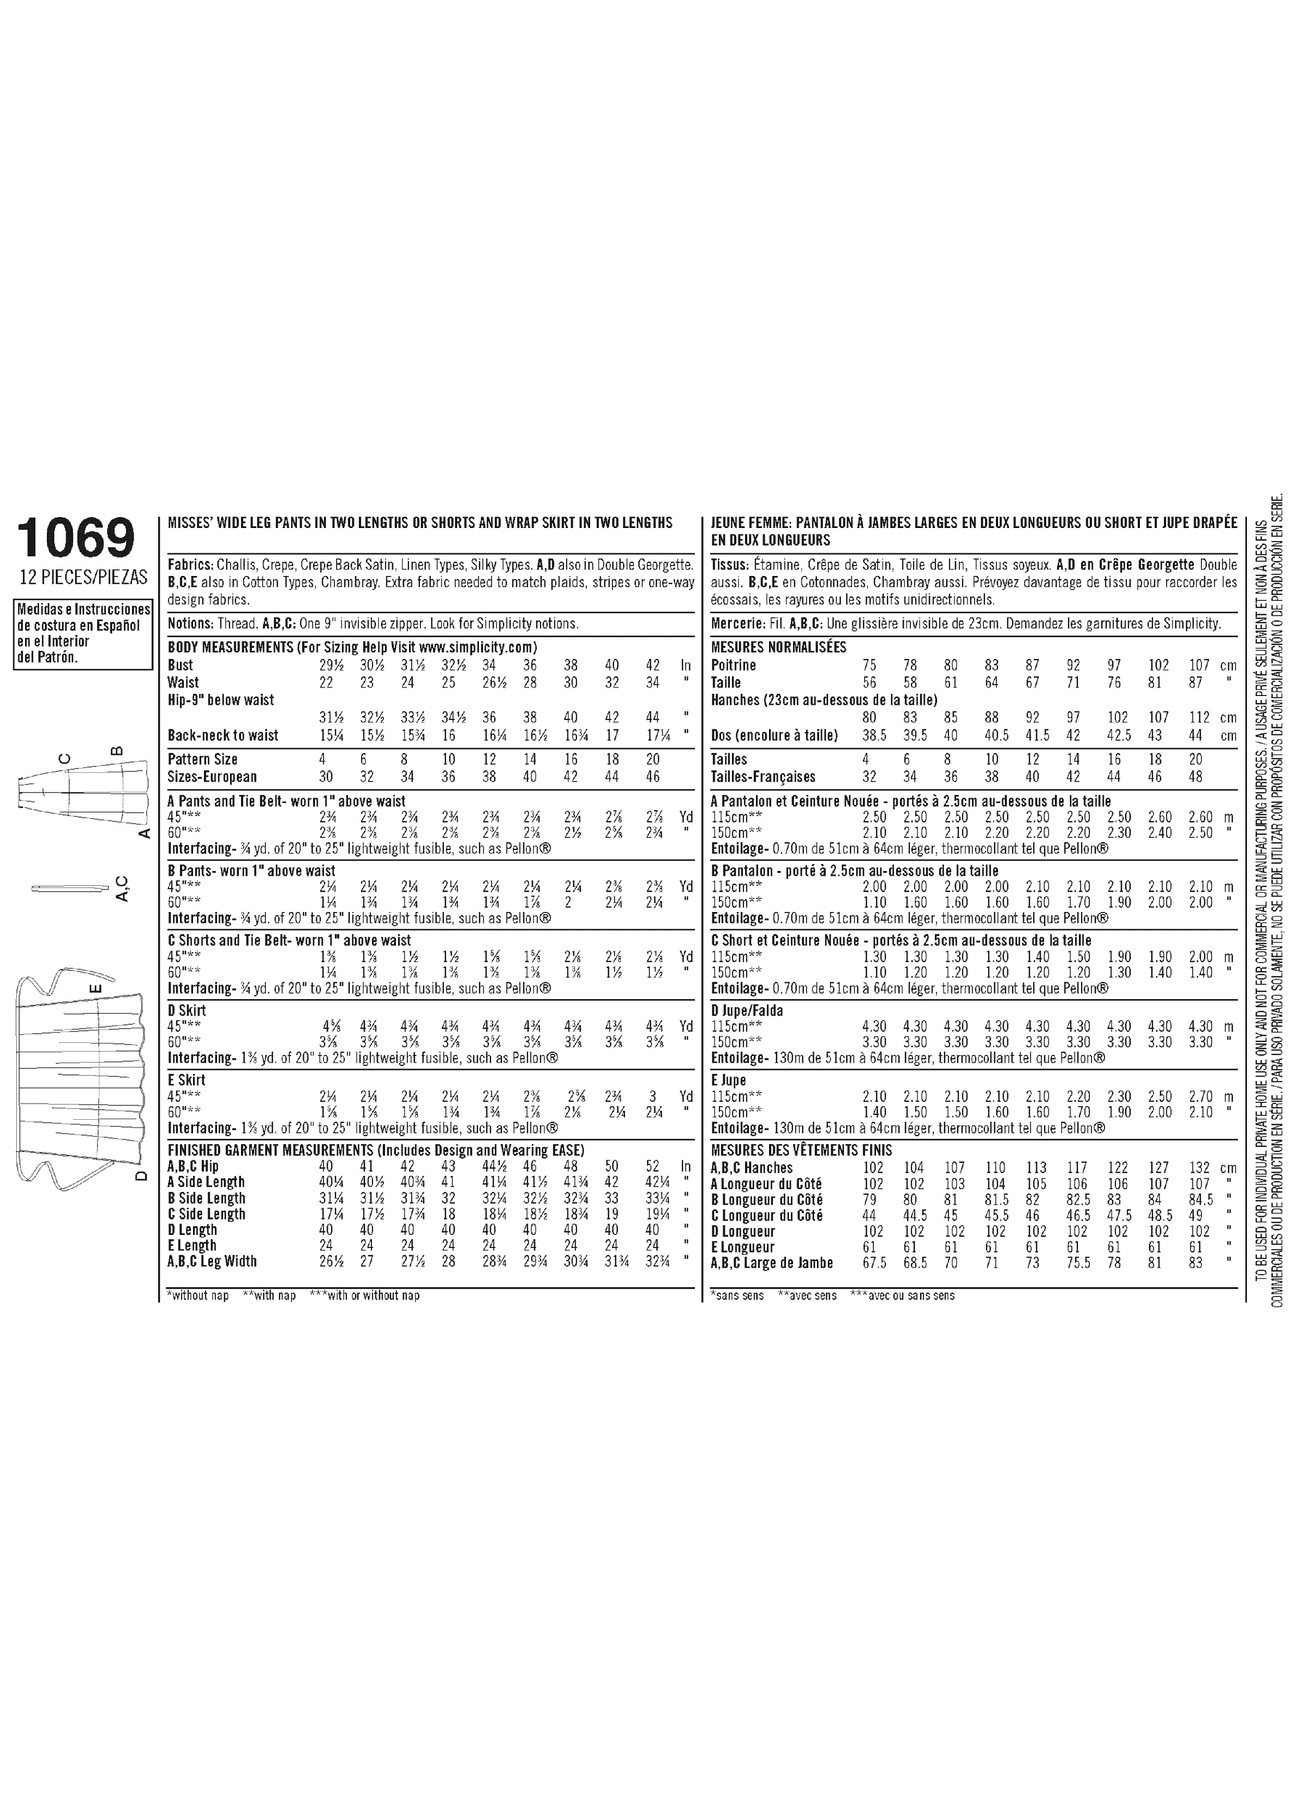 1069
12 PIECES/PIEZAS
Medidas e Instrucciones
de costura en Español
en el Interior
del Patrón.
C
B
A
A,C
E
D
MISSES' WIDE LEG PANTS IN TWO LENGTHS OR SHORTS AND WRAP SKIRT IN TWO LENGTHS
Fabrics: Challis, Crepe, Crepe Back Satin, Linen Types, Silky Types. A,D also in Double Georgette.
B,C,E also in Cotton Types, Chambray. Extra fabric needed to match plaids, stripes or one-way
design fabrics.
Notions: Thread. A,B,C: One 9" invisible zipper. Look for Simplicity notions.
BODY MEASUREMENTS (For Sizing Help Visit www.simplicity.com)
Bust 29½ 30½ 31½ 32½ 34 36 38 40 42 In
Waist 22 23 24 25 26½ 28 30 32 34 "
Hip-9" below waist
31½ 32½ 33½ 34½ 36 38 40 42 44 "
Back-neck to waist 15¼ 15½ 15¾ 16 16¼ 16½ 16¾ 17 17¼ "
Pattern Size 4 6 8 10 12 14 16 18 20
Sizes-European 30 32 34 36 38 40 42 44 46
A Pants and Tie Belt- worn 1" above waist
45"** 2¾ 2¾ 2¾ 2¾ 2¾ 2¾ 2¾ 2⅞ 2⅞ Yd
60"** 2⅜ 2⅜ 2⅜ 2⅜ 2⅜ 2⅜ 2½ 2⅝ 2¾ "
Interfacing- ¾ yd. of 20" to 25" lightweight fusible, such as Pellon®
B Pants- worn 1" above waist
45"** 2¼ 2¼ 2¼ 2¼ 2¼ 2¼ 2¼ 2⅜ 2⅜ Yd
60"** 1¼ 1¾ 1¾ 1¾ 1¾ 1⅞ 2 2¼ 2¼ "
Interfacing- ¾ yd. of 20" to 25" lightweight fusible, such as Pellon®
C Shorts and Tie Belt- worn 1" above waist
45"** 1⅜ 1⅜ 1½ 1½ 1⅝ 1⅝ 2⅛ 2⅛ 2⅛ Yd
60"** 1¼ 1⅜ 1⅜ 1⅜ 1⅜ 1⅜ 1⅜ 1½ 1½ "
Interfacing- ¾ yd. of 20" to 25" lightweight fusible, such as Pellon®
D Skirt
45"** 4⅝ 4¾ 4¾ 4¾ 4¾ 4¾ 4¾ 4¾ 4¾ Yd
60"** 3⅝ 3⅝ 3⅝ 3⅝ 3⅝ 3⅝ 3⅝ 3⅝ 3⅝ "
Interfacing- 1⅜ yd. of 20" to 25" lightweight fusible, such as Pellon®
E Skirt
45"** 2¼ 2¼ 2¼ 2¼ 2¼ 2⅜ 2⅝ 2¾ 3 Yd
60"** 1⅝ 1⅝ 1⅝ 1¾ 1¾ 1⅞ 2⅛ 2¼ 2¼ "
Interfacing- 1⅜ yd. of 20" to 25" lightweight fusible, such as Pellon®
FINISHED GARMENT MEASUREMENTS (Includes Design and Wearing EASE)
A,B,C Hip 40 41 42 43 44½ 46 48 50 52 In
A Side Length 40¼ 40½ 40¾ 41 41¼ 41½ 41¾ 42 42¼ "
B Side Length 31¼ 31½ 31¾ 32 32¼ 32½ 32¾ 33 33¼ "
C Side Length 17¼ 17½ 17¾ 18 18¼ 18½ 18¾ 19 19¼ "
D Length 40 40 40 40 40 40 40 40 40 "
E Length 24 24 24 24 24 24 24 24 24 "
A,B,C Leg Width 26½ 27 27½ 28 28¾ 29¾ 30¾ 31¾ 32¾ "
*without nap **with nap ***with or without nap
JEUNE FEMME: PANTALON À JAMBES LARGES EN DEUX LONGUEURS OU SHORT ET JUPE DRAPÉE
EN DEUX LONGUEURS
Tissus: Étamine, Crêpe de Satin, Toile de Lin, Tissus soyeux. A,D en Crêpe Georgette Double
aussi. B,C,E en Cotonnades, Chambray aussi. Prévoyez davantage de tissu pour raccorder les
écossais, les rayures ou les motifs unidirectionnels.
Mercerie: Fil. A,B,C: Une glissière invisible de 23cm. Demandez les garnitures de Simplicity.
MESURES NORMALISÉES
Poitrine 75 78 80 83 87 92 97 102 107 cm
Taille 56 58 61 64 67 71 76 81 87 "
Hanches (23cm au-dessous de la taille)
80 83 85 88 92 97 102 107 112 cm
Dos (encolure à taille) 38.5 39.5 40 40.5 41.5 42 42.5 43 44 cm
Tailles 4 6 8 10 12 14 16 18 20
Tailles-Françaises 32 34 36 38 40 42 44 46 48
A Pantalon et Ceinture Nouée - portés à 2.5cm au-dessous de la taille
115cm** 2.50 2.50 2.50 2.50 2.50 2.50 2.50 2.60 2.60 m
150cm** 2.10 2.10 2.10 2.20 2.20 2.20 2.30 2.40 2.50 "
Entoilage- 0.70m de 51cm à 64cm léger, thermocollant tel que Pellon®
B Pantalon - porté à 2.5cm au-dessous de la taille
115cm** 2.00 2.00 2.00 2.00 2.10 2.10 2.10 2.10 2.10 m
150cm** 1.10 1.60 1.60 1.60 1.60 1.70 1.90 2.00 2.00 "
Entoilage- 0.70m de 51cm à 64cm léger, thermocollant tel que Pellon®
C Short et Ceinture Nouée - portés à 2.5cm au-dessous de la taille
115cm** 1.30 1.30 1.30 1.30 1.40 1.50 1.90 1.90 2.00 m
150cm** 1.10 1.20 1.20 1.20 1.20 1.20 1.30 1.40 1.40 "
Entoilage- 0.70m de 51cm à 64cm léger, thermocollant tel que Pellon®
D Jupe/Falda
115cm** 4.30 4.30 4.30 4.30 4.30 4.30 4.30 4.30 4.30 m
150cm** 3.30 3.30 3.30 3.30 3.30 3.30 3.30 3.30 3.30 "
Entoilage- 130m de 51cm à 64cm léger, thermocollant tel que Pellon®
E Jupe
115cm** 2.10 2.10 2.10 2.10 2.10 2.20 2.30 2.50 2.70 m
150cm** 1.40 1.50 1.50 1.60 1.60 1.70 1.90 2.00 2.10 "
Entoilage- 130m de 51cm à 64cm léger, thermocollant tel que Pellon®
MESURES DES VÊTEMENTS FINIS
A,B,C Hanches 102 104 107 110 113 117 122 127 132 cm
A Longueur du Côté 102 102 103 104 105 106 106 107 107 "
B Longueur du Côté 79 80 81 81.5 82 82.5 83 84 84.5 "
C Longueur du Côté 44 44.5 45 45.5 46 46.5 47.5 48.5 49 "
D Longueur 102 102 102 102 102 102 102 102 102 "
E Longueur 61 61 61 61 61 61 61 61 61 "
A,B,C Large de Jambe 67.5 68.5 70 71 73 75.5 78 81 83 "
*sans sens **avec sens ***avec ou sans sens
TO BE USED FOR INDIVIDUAL PRIVATE HOME USE ONLY AND NOT FOR COMMERCIAL OR MANUFACTURING PURPOSES. / A USAGE PRIVÉ SEULEMENT ET NON À DES FINS
COMMERCIALES OU DE PRODUCTION EN SÉRIE. / PARA USO PRIVADO SOLAMENTE, NO SE PUEDE UTILIZAR CON PROPÓSITOS DE COMERCIALIZACIÓN O DE PRODUCCIÓN EN SERIE.